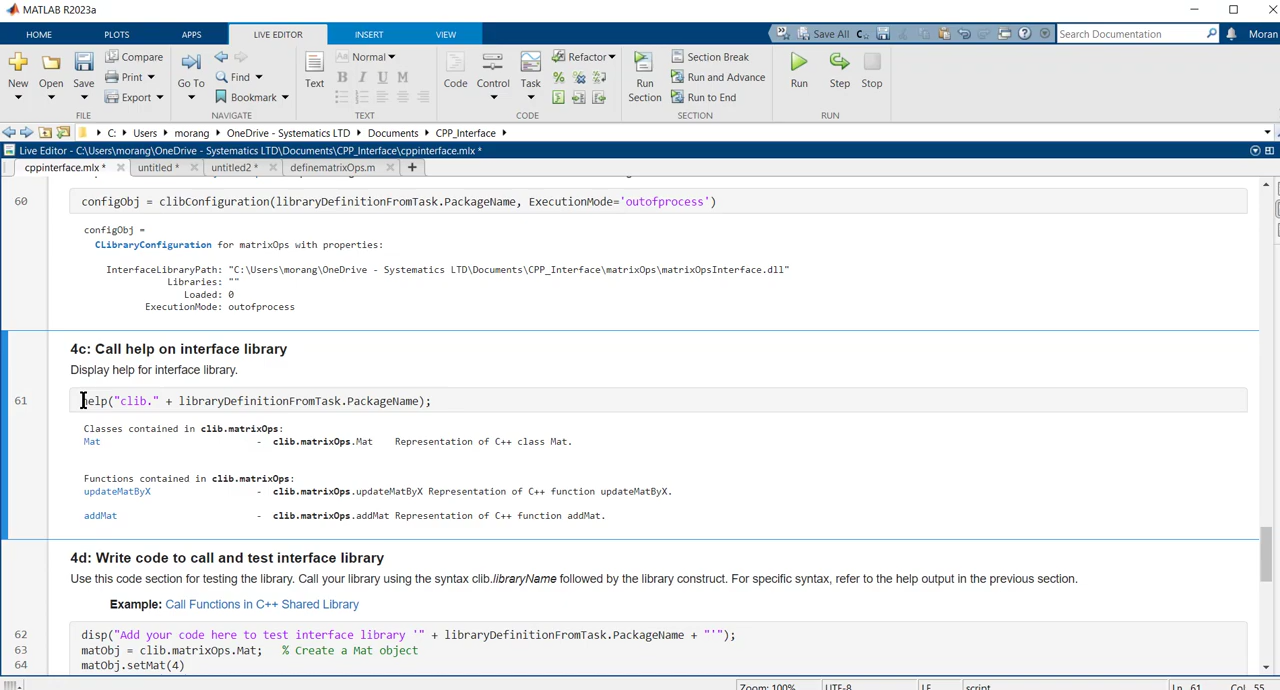 MATLAB R2023a
HOME PLOTS APPS LIVE EDITOR INSERT VIEW
Save All
Search Documentation
Moran
New Open Save
Compare
Print
Export
Go To
Find
Bookmark
Text
Normal
B I U M
Code Control Task
Refactor
Run Section
Section Break
Run and Advance
Run to End
Run Step Stop
FILE NAVIGATE TEXT CODE SECTION RUN
C: Users morang OneDrive - Systematics LTD Documents CPP_Interface
Live Editor - C:\Users\morang\OneDrive - Systematics LTD\Documents\CPP_Interface\cppinterface.mlx *
cppinterface.mlx * untitled * untitled2 * definematrixOps.m
60 configObj = clibConfiguration(libraryDefinitionFromTask.PackageName, ExecutionMode='outofprocess')
configObj =
CLibraryConfiguration for matrixOps with properties:
InterfaceLibraryPath: "C:\Users\morang\OneDrive - Systematics LTD\Documents\CPP_Interface\matrixOps\matrixOpsInterface.dll"
Libraries: ""
Loaded: 0
ExecutionMode: outofprocess
4c: Call help on interface library
Display help for interface library.
61 help("clib." + libraryDefinitionFromTask.PackageName);
Classes contained in clib.matrixOps:
Mat - clib.matrixOps.Mat Representation of C++ class Mat.
Functions contained in clib.matrixOps:
updateMatByX - clib.matrixOps.updateMatByX Representation of C++ function updateMatByX.
addMat - clib.matrixOps.addMat Representation of C++ function addMat.
4d: Write code to call and test interface library
Use this code section for testing the library. Call your library using the syntax clib.libraryName followed by the library construct. For specific syntax, refer to the help output in the previous section.
Example: Call Functions in C++ Shared Library
62 disp("Add your code here to test interface library '" + libraryDefinitionFromTask.PackageName + "'");
63 matObj = clib.matrixOps.Mat; % Create a Mat object
64 matObj.setMat(4)
Zoom: 100% UTF-8 LF script Ln 61 Col 55